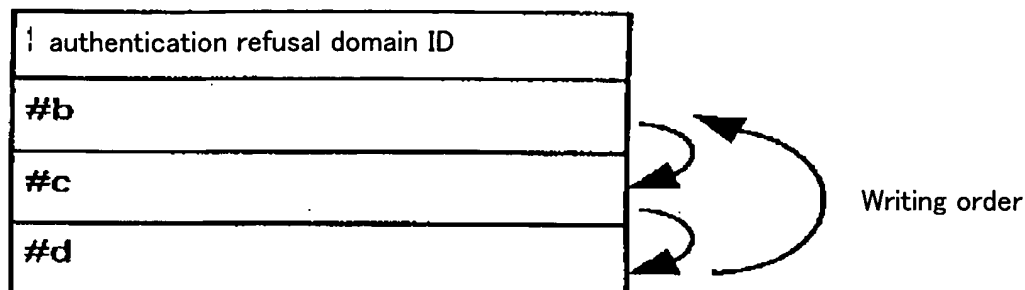 authentication refusal domain ID
#b
#c
Writing order
#d